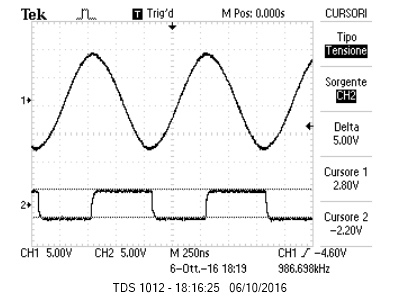 Tek T Trig'd M Pos: 0.000s CURSORI
Tipo
Tensione
Sorgente
CH2
1
Delta
5.00V
Cursore 1
2.80V
2
Cursore 2
-2.20V
CH1 5.00V CH2 5.00V M 250ns CH1 -4.60V
6-Ott.-16 18:19 986.698kHz
TDS 1012 - 18:16:25 06/10/2016